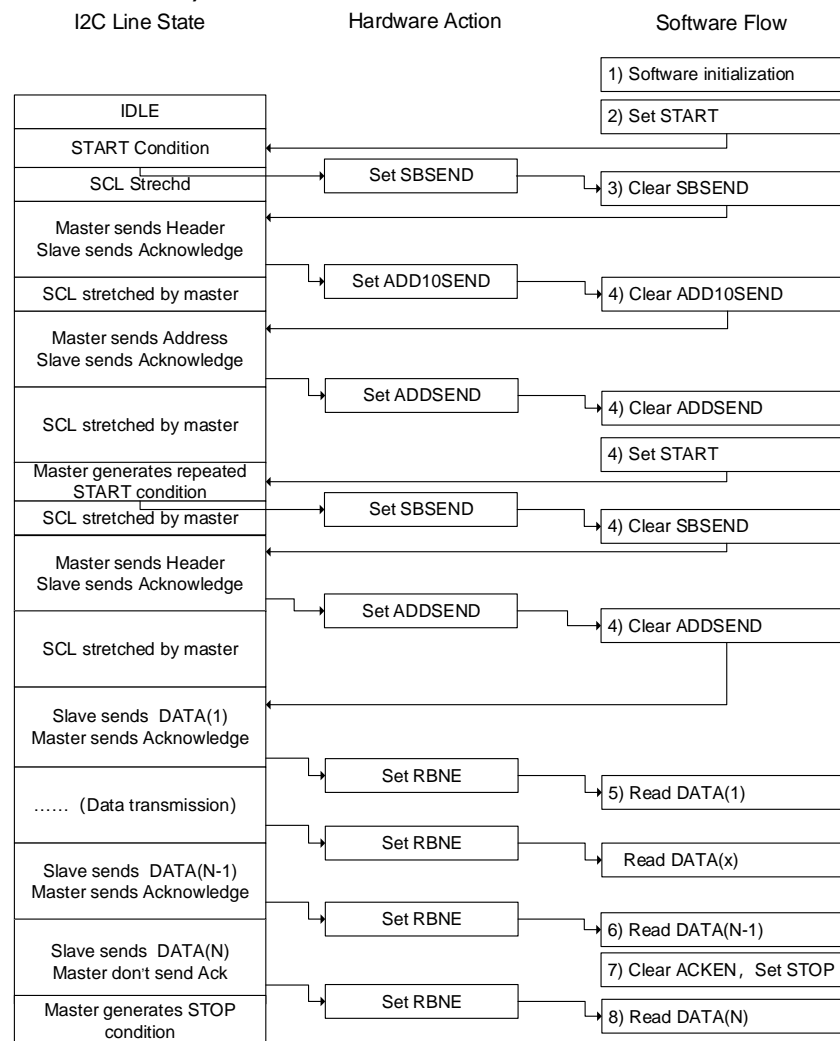 I2C Line State
Hardware Action
Software Flow
1) Software initialization
IDLE
2) Set START
START Condition
Set SBSEND
SCL Strechd
3) Clear SBSEND
Master sends Header
Slave sends Acknowledge
Set ADD10SEND
SCL stretched by master
4) Clear ADD10SEND
Master sends Address
Slave sends Acknowledge
Set ADDSEND
4) Clear ADDSEND
SCL stretched by master
4) Set START
Master generates repeated
START condition
Set SBSEND
SCL stretched by master
4) Clear SBSEND
Master sends Header
Slave sends Acknowledge
Set ADDSEND
4) Clear ADDSEND
SCL stretched by master
Slave sends DATA(1)
Master sends Acknowledge
Set RBNE
5) Read DATA(1)
…… (Data transmission)
Set RBNE
Read DATA(x)
Slave sends DATA(N-1)
Master sends Acknowledge
Set RBNE
6) Read DATA(N-1)
Slave sends DATA(N)
Master don't send Ack
7) Clear ACKEN, Set STOP
Set RBNE
8) Read DATA(N)
Master generates STOP
condition